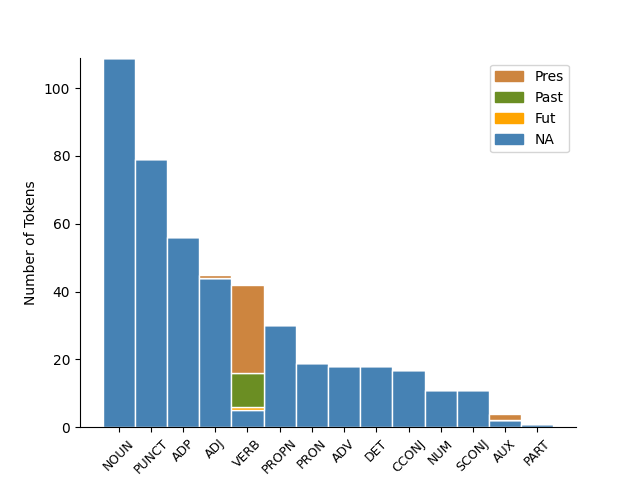 Pres
Past
Fut
NA
Number of Tokens
100
80
60
40
20
0
NOUN
PUNCT
ADP
ADJ
VERB
PROPN
PRON
ADV
DET
CCONJ
NUM
SCONJ
AUX
PART